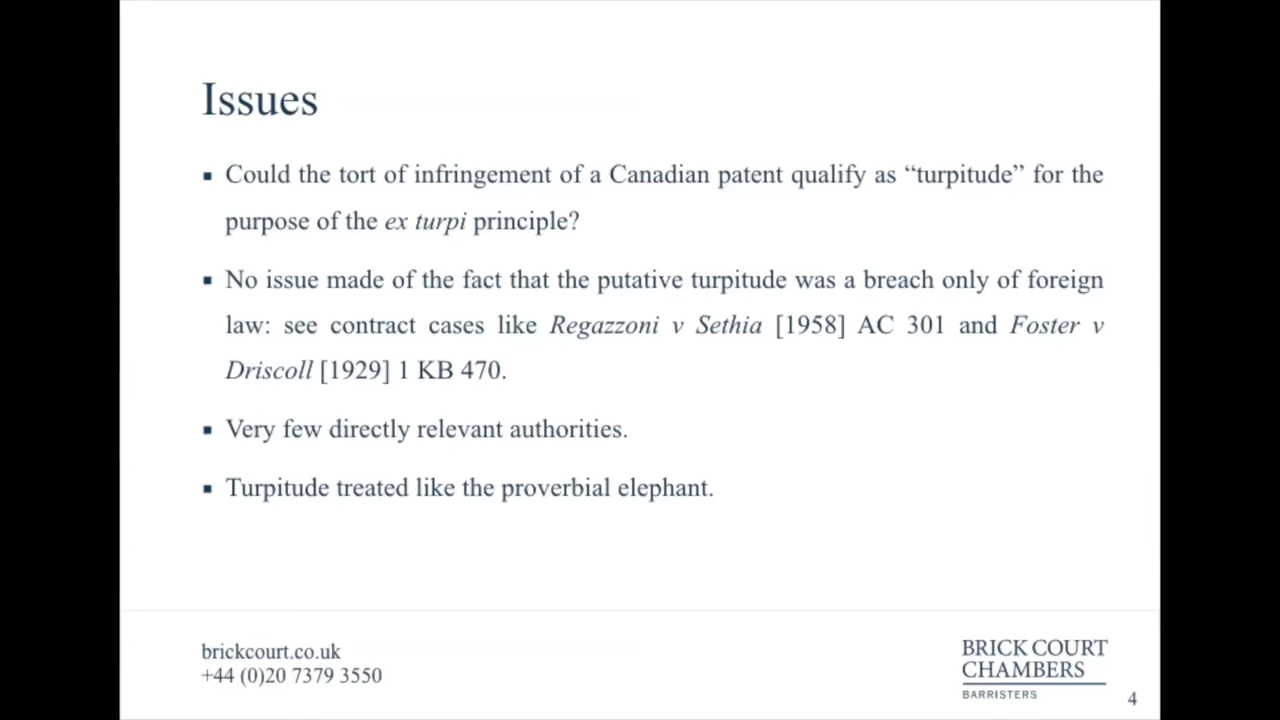 Issues
▪ Could the tort of infringement of a Canadian patent qualify as “turpitude” for the
purpose of the ex turpi principle?
▪ No issue made of the fact that the putative turpitude was a breach only of foreign
law: see contract cases like Regazzoni v Sethia [1958] AC 301 and Foster v
Driscoll [1929] 1 KB 470.
▪ Very few directly relevant authorities.
▪ Turpitude treated like the proverbial elephant.
brickcourt.co.uk
+44 (0)20 7379 3550
BRICK COURT
CHAMBERS
BARRISTERS
4